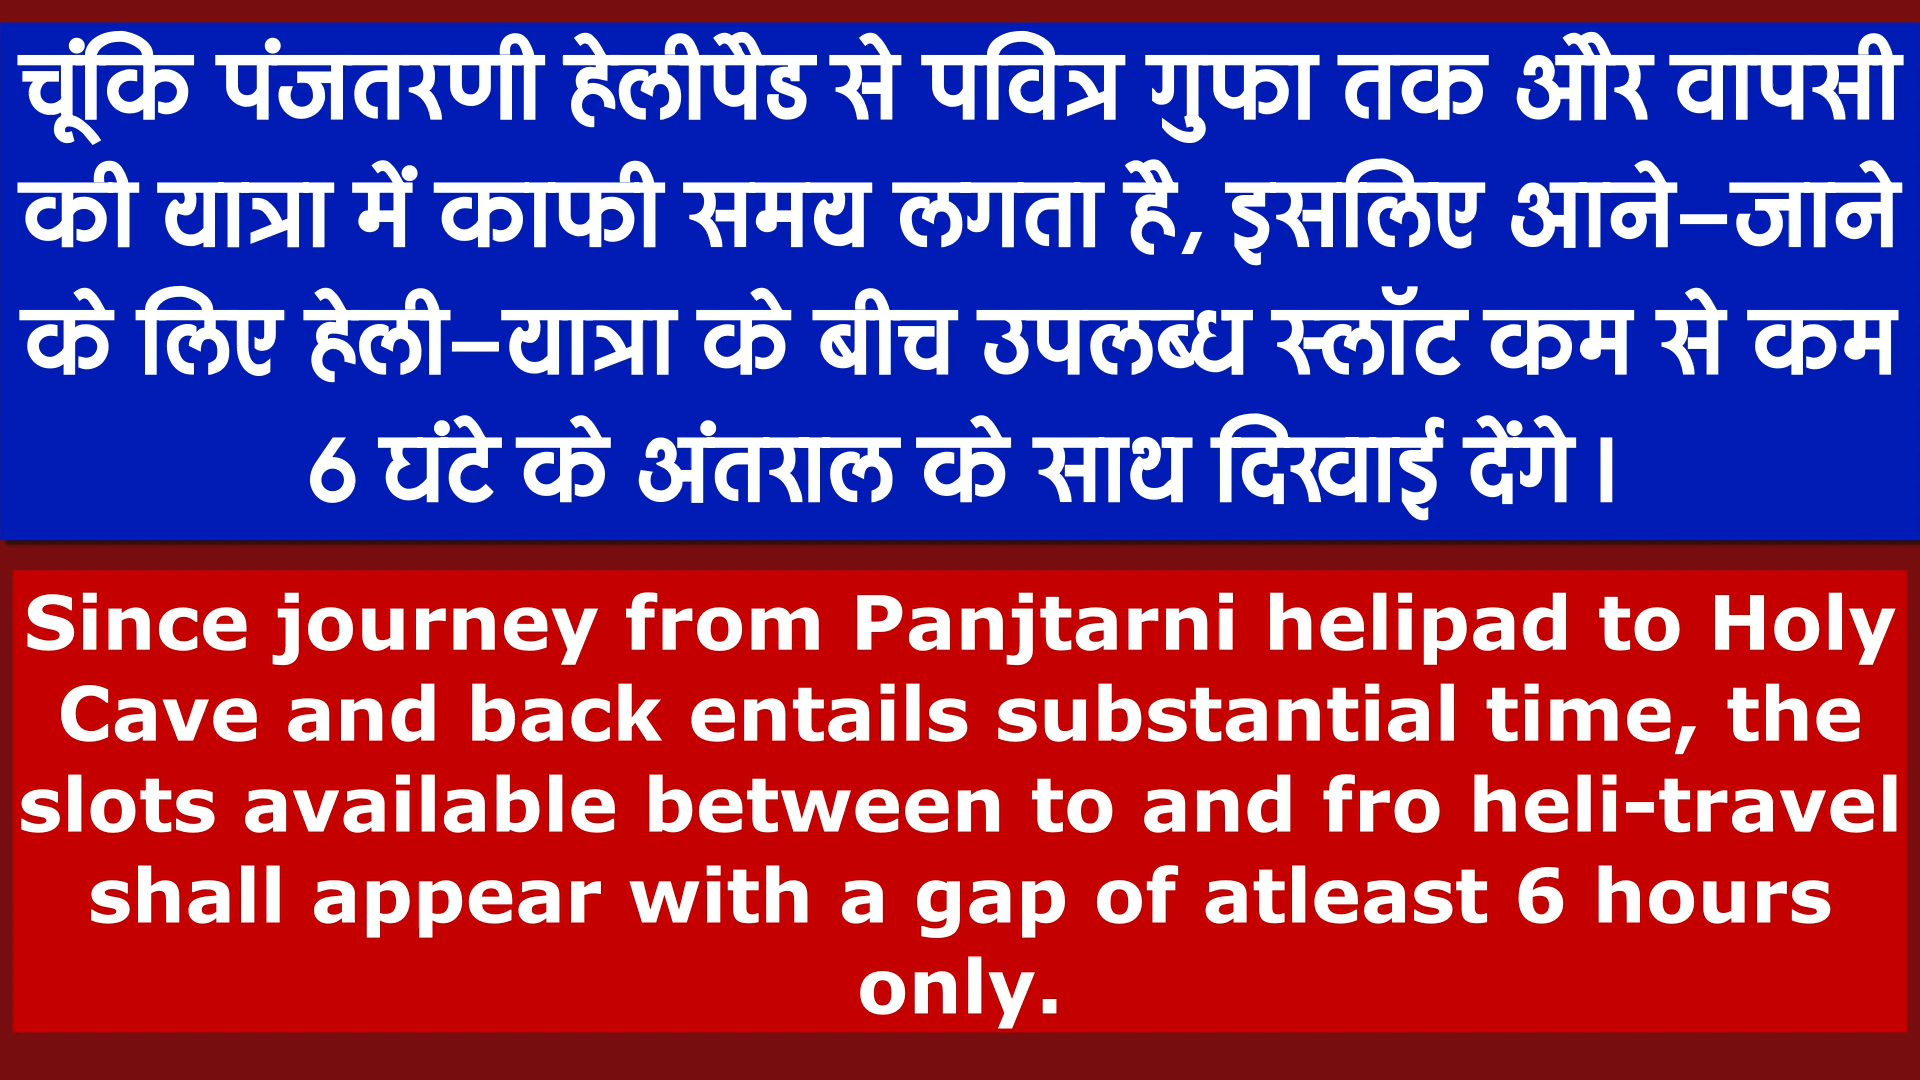 चूंकि पंजतरणी हेलीपैड से पवित्र गुफा तक और वापसी
की यात्रा में काफी समय लगता है, इसलिए आने–जाने
के लिए हेली–यात्रा के बीच उपलब्ध स्लॉट कम से कम
6 घंटे के अंतराल के साथ दिखाई देंगे।
Since journey from Panjtarni helipad to Holy
Cave and back entails substantial time, the
slots available between to and fro heli-travel
shall appear with a gap of atleast 6 hours
only.